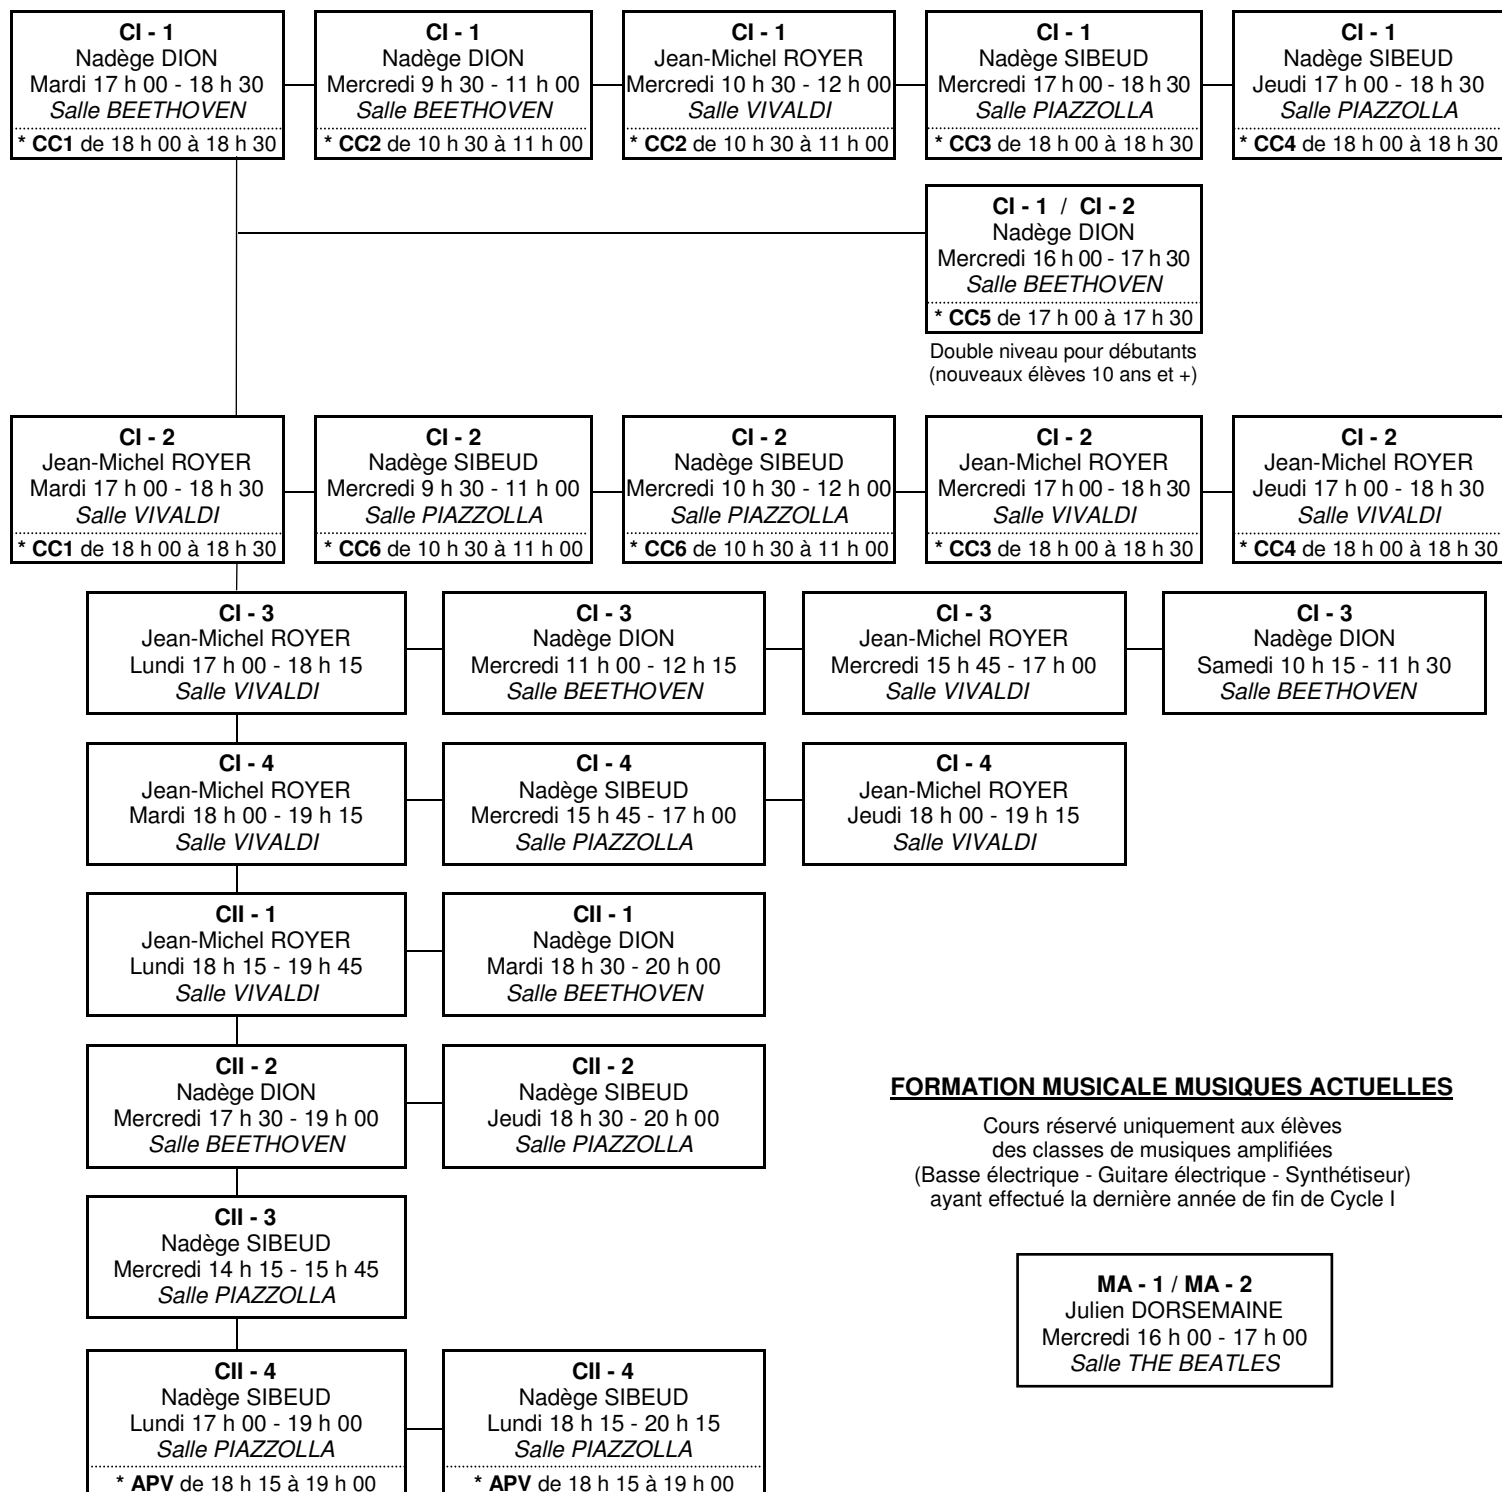 CI - 1
Nadège DION
Mardi 17 h 00 - 18 h 30
Salle BEETHOVEN
* CC1 de 18 h 00 à 18 h 30
CI - 1
Nadège DION
Mercredi 9 h 30 - 11 h 00
Salle BEETHOVEN
* CC2 de 10 h 30 à 11 h 00
CI - 1
Jean-Michel ROYER
Mercredi 10 h 30 - 12 h 00
Salle VIVALDI
* CC2 de 10 h 30 à 11 h 00
CI - 1
Nadège SIBEUD
Mercredi 17 h 00 - 18 h 30
Salle PIAZZOLLA
* CC3 de 18 h 00 à 18 h 30
CI - 1
Nadège SIBEUD
Jeudi 17 h 00 - 18 h 30
Salle PIAZZOLLA
* CC4 de 18 h 00 à 18 h 30
CI - 1 / CI - 2
Nadège DION
Mercredi 16 h 00 - 17 h 30
Salle BEETHOVEN
* CC5 de 17 h 00 à 17 h 30
Double niveau pour débutants
(nouveaux élèves 10 ans et +)
CI - 2
Jean-Michel ROYER
Mardi 17 h 00 - 18 h 30
Salle VIVALDI
* CC1 de 18 h 00 à 18 h 30
CI - 2
Nadège SIBEUD
Mercredi 9 h 30 - 11 h 00
Salle PIAZZOLLA
* CC6 de 10 h 30 à 11 h 00
CI - 2
Nadège SIBEUD
Mercredi 10 h 30 - 12 h 00
Salle PIAZZOLLA
* CC6 de 10 h 30 à 11 h 00
CI - 2
Jean-Michel ROYER
Mercredi 17 h 00 - 18 h 30
Salle VIVALDI
* CC3 de 18 h 00 à 18 h 30
CI - 2
Jean-Michel ROYER
Jeudi 17 h 00 - 18 h 30
Salle VIVALDI
* CC4 de 18 h 00 à 18 h 30
CI - 3
Jean-Michel ROYER
Lundi 17 h 00 - 18 h 15
Salle VIVALDI
CI - 3
Nadège DION
Mercredi 11 h 00 - 12 h 15
Salle BEETHOVEN
CI - 3
Jean-Michel ROYER
Mercredi 15 h 45 - 17 h 00
Salle VIVALDI
CI - 3
Nadège DION
Samedi 10 h 15 - 11 h 30
Salle BEETHOVEN
CI - 4
Jean-Michel ROYER
Mardi 18 h 00 - 19 h 15
Salle VIVALDI
CI - 4
Nadège SIBEUD
Mercredi 15 h 45 - 17 h 00
Salle PIAZZOLLA
CI - 4
Jean-Michel ROYER
Jeudi 18 h 00 - 19 h 15
Salle VIVALDI
CII - 1
Jean-Michel ROYER
Lundi 18 h 15 - 19 h 45
Salle VIVALDI
CII - 1
Nadège DION
Mardi 18 h 30 - 20 h 00
Salle BEETHOVEN
CII - 2
Nadège DION
Mercredi 17 h 30 - 19 h 00
Salle BEETHOVEN
CII - 2
Nadège SIBEUD
Jeudi 18 h 30 - 20 h 00
Salle PIAZZOLLA
CII - 3
Nadège SIBEUD
Mercredi 14 h 15 - 15 h 45
Salle PIAZZOLLA
CII - 4
Nadège SIBEUD
Lundi 17 h 00 - 19 h 00
Salle PIAZZOLLA
* APV de 18 h 15 à 19 h 00
CII - 4
Nadège SIBEUD
Lundi 18 h 15 - 20 h 15
Salle PIAZZOLLA
* APV de 18 h 15 à 19 h 00
FORMATION MUSICALE MUSIQUES ACTUELLES
Cours réservé uniquement aux élèves
des classes de musiques amplifiées
(Basse électrique - Guitare électrique - Synthétiseur)
ayant effectué la dernière année de fin de Cycle I
MA - 1 / MA - 2
Julien DORSEMAINE
Mercredi 16 h 00 - 17 h 00
Salle THE BEATLES